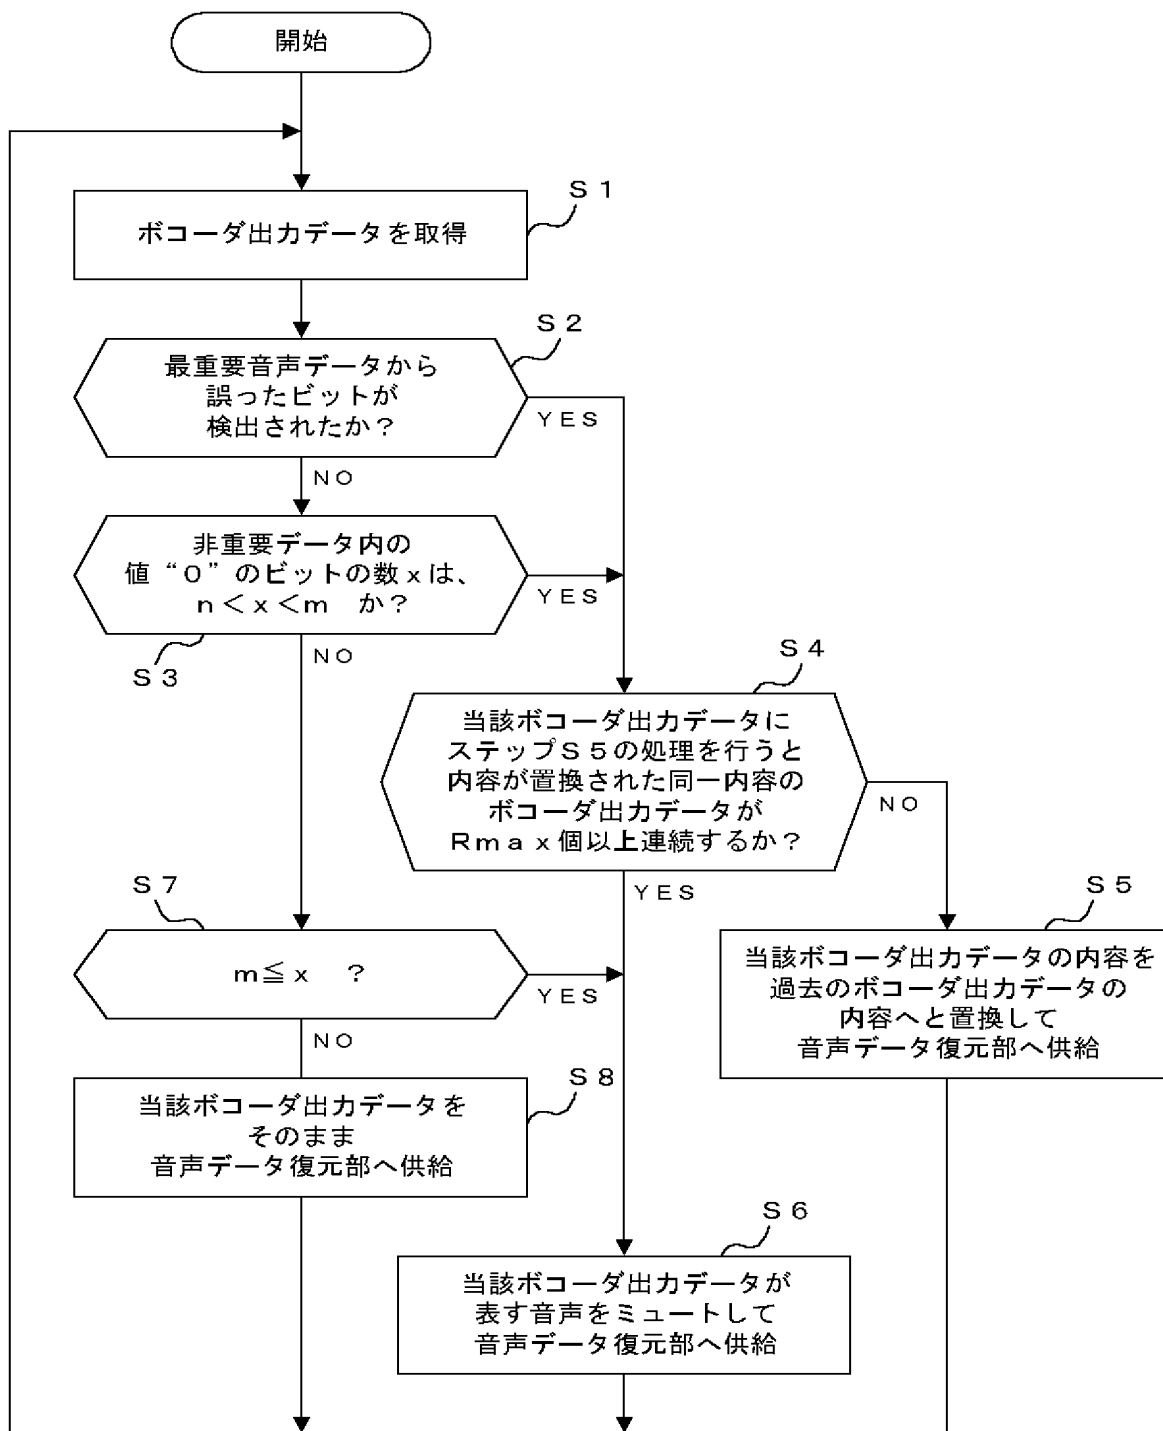 開始
S1
ボコーダ出力データを取得
S2
最重要音声データから
誤ったビットが
検出されたか？
YES
NO
非重要データ内の
値“0”のビットの数xは、
n＜x＜m　か？
YES
S3
NO
S4
当該ボコーダ出力データに
ステップS5の処理を行うと
内容が置換された同一内容の
ボコーダ出力データが
Rmax個以上連続するか？
NO
YES
S7
m≦x　？
YES
NO
S5
当該ボコーダ出力データの内容を
過去のボコーダ出力データの
内容へと置換して
音声データ復元部へ供給
S8
当該ボコーダ出力データを
そのまま
音声データ復元部へ供給
S6
当該ボコーダ出力データが
表す音声をミュートして
音声データ復元部へ供給